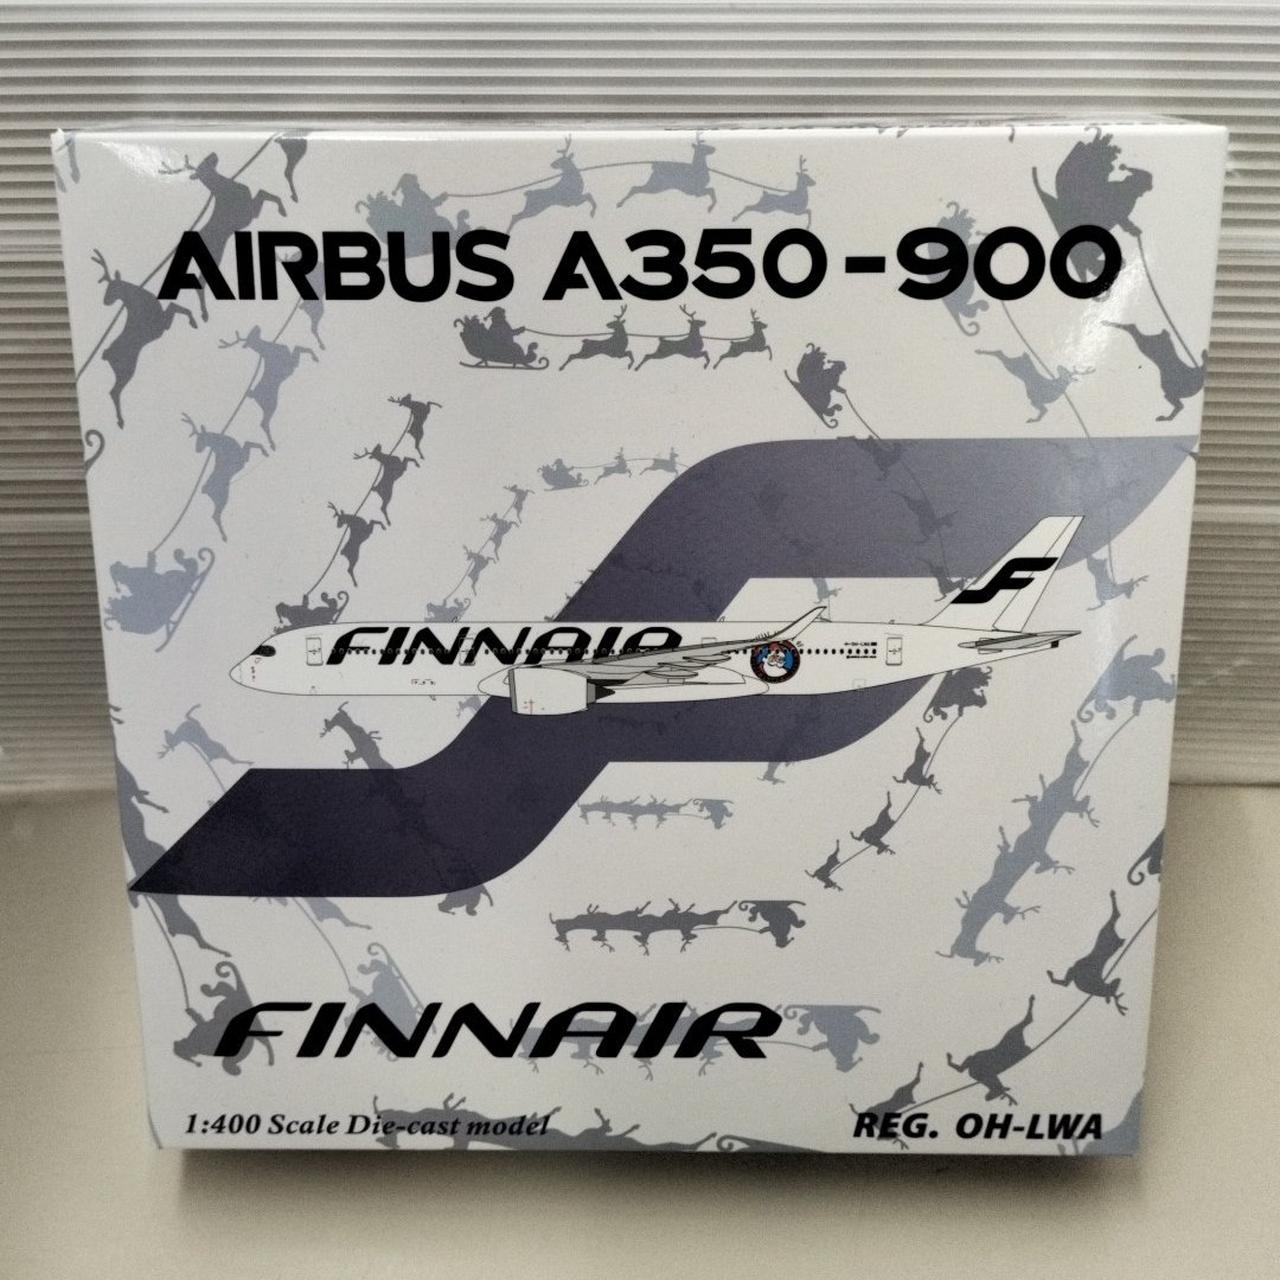 AIRBUS A350-900
FINNAIR
FINNAIR
1:400 Scale Die-cast model
REG. OH-LWA